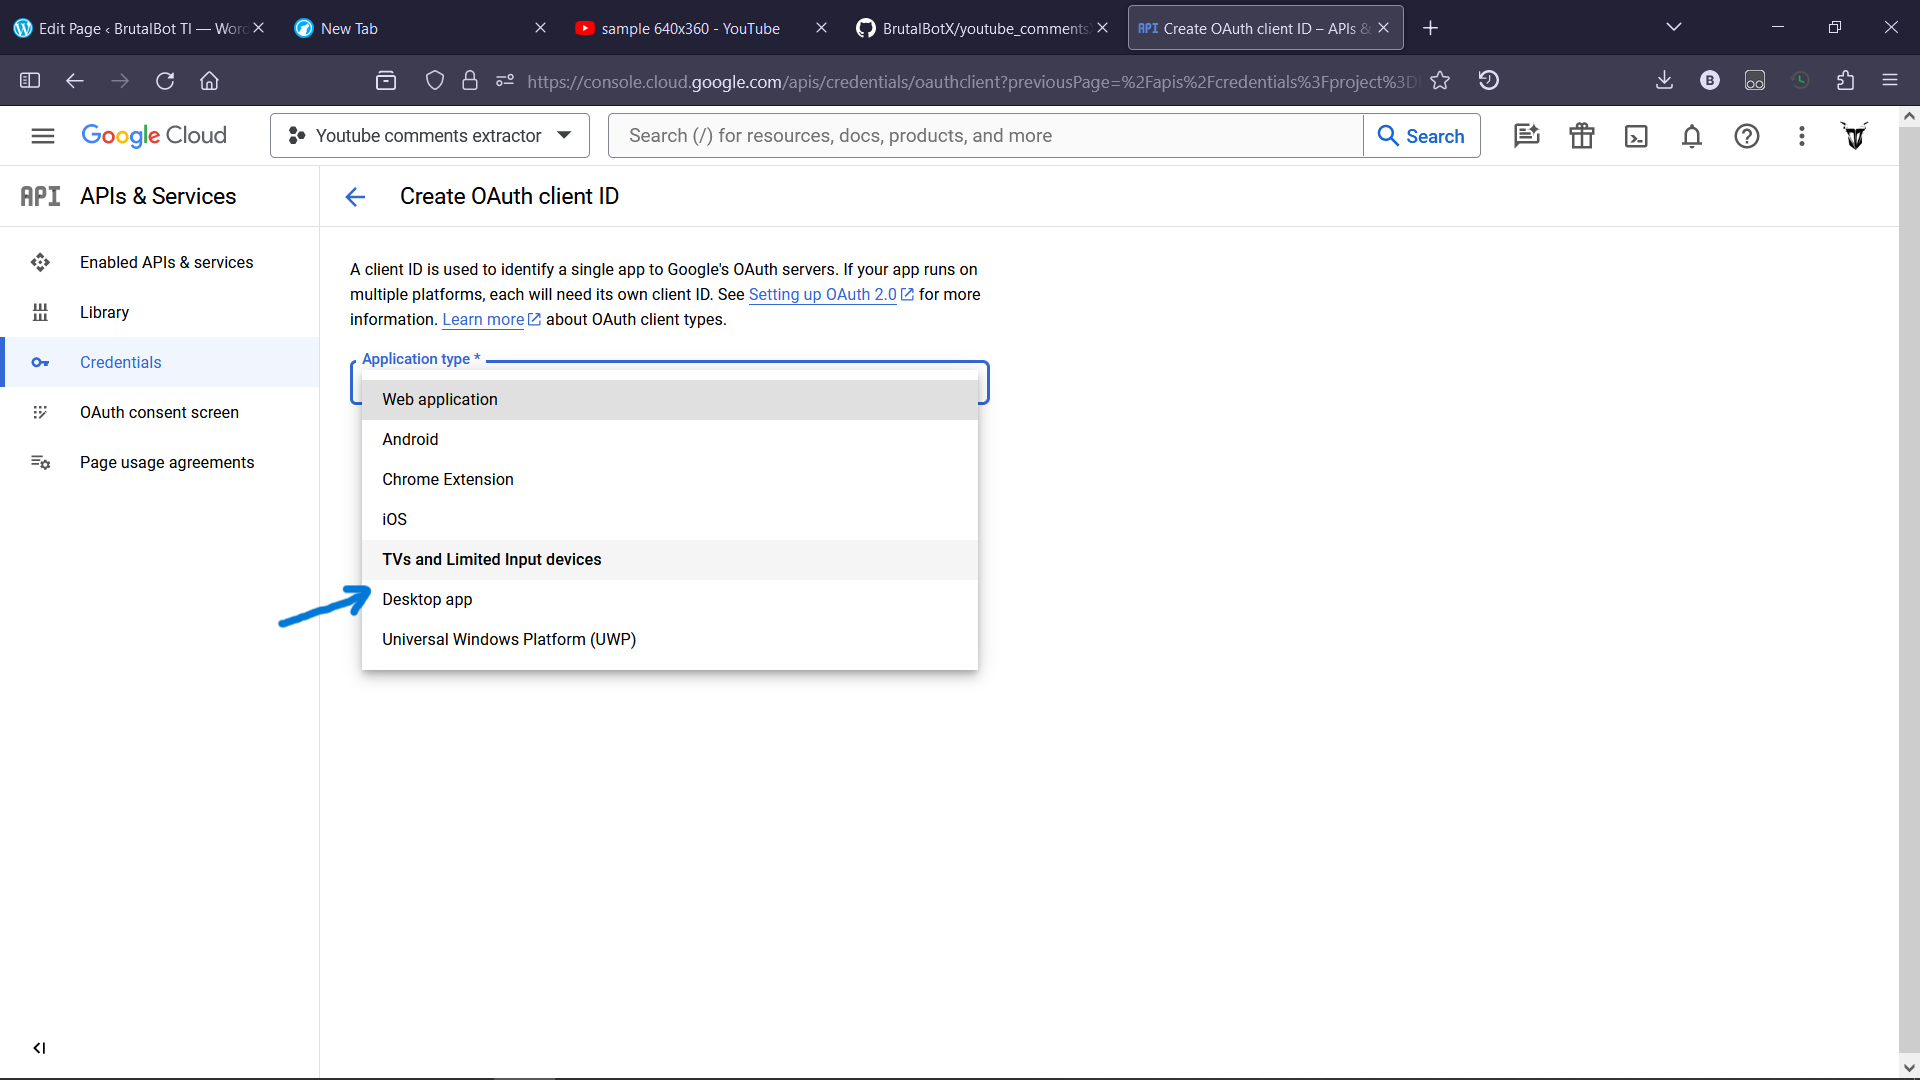 Edit Page ‹ BrutalBot TI — Word
New Tab
sample 640x360 - YouTube
BrutalBotX/youtube_comments
API Create OAuth client ID – APIs &
https://console.cloud.google.com/apis/credentials/oauthclient?previousPage=%2Fapis%2Fcredentials%3Fproject%3D
B
Google Cloud
Youtube comments extractor
Search (/) for resources, docs, products, and more
Search
API APIs & Services
Create OAuth client ID
Enabled APIs & services
Library
Credentials
OAuth consent screen
Page usage agreements
A client ID is used to identify a single app to Google's OAuth servers. If your app runs on
multiple platforms, each will need its own client ID. See Setting up OAuth 2.0 for more
information. Learn more about OAuth client types.
Application type *
Web application
Android
Chrome Extension
iOS
TVs and Limited Input devices
Desktop app
Universal Windows Platform (UWP)